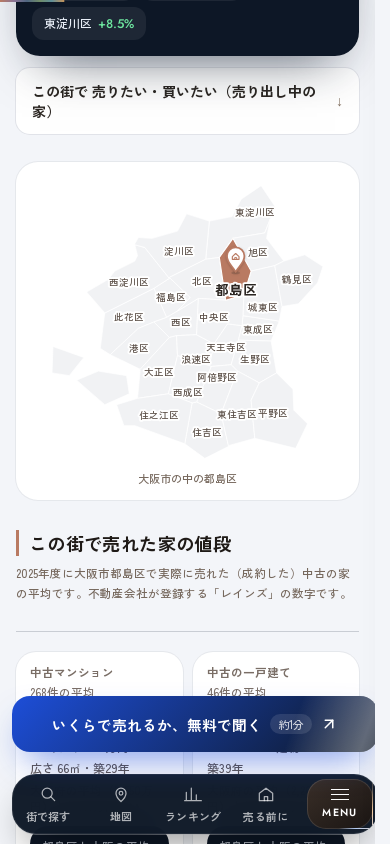 東淀川区 +8.5%
この街で 売りたい・買いたい（売り出し中の
家）
↓
東淀川区
淀川区
旭区
西淀川区
北区
鶴見区
都島区
福島区
城東区
此花区
西区
中央区
東成区
港区
天王寺区
浪速区
生野区
大正区
阿倍野区
西成区
住之江区
東住吉区
平野区
住吉区
大阪市の中の都島区
この街で売れた家の値段
2025年度に大阪市都島区で実際に売れた（成約した）中古の家
の平均です。不動産会社が登録する「レインズ」の数字です。
中古マンション
268件の平均
中古の一戸建て
46件の平均
いくらで売れるか、無料で聞く 約1分
広さ 66㎡・築29年
築39年
街で探す
地図
ランキング
売る前に
MENU